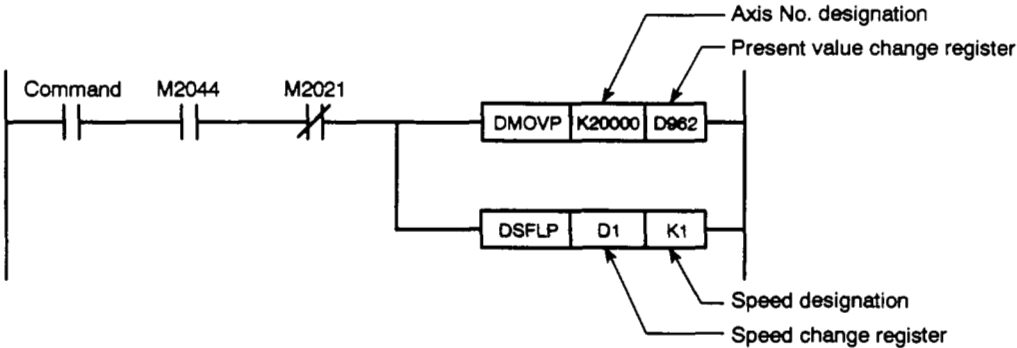 Axis No. designation
Present value change register
Command M2044 M2021
DMOVP K20000 D962
DSFLP D1 K1
Speed designation
Speed change register